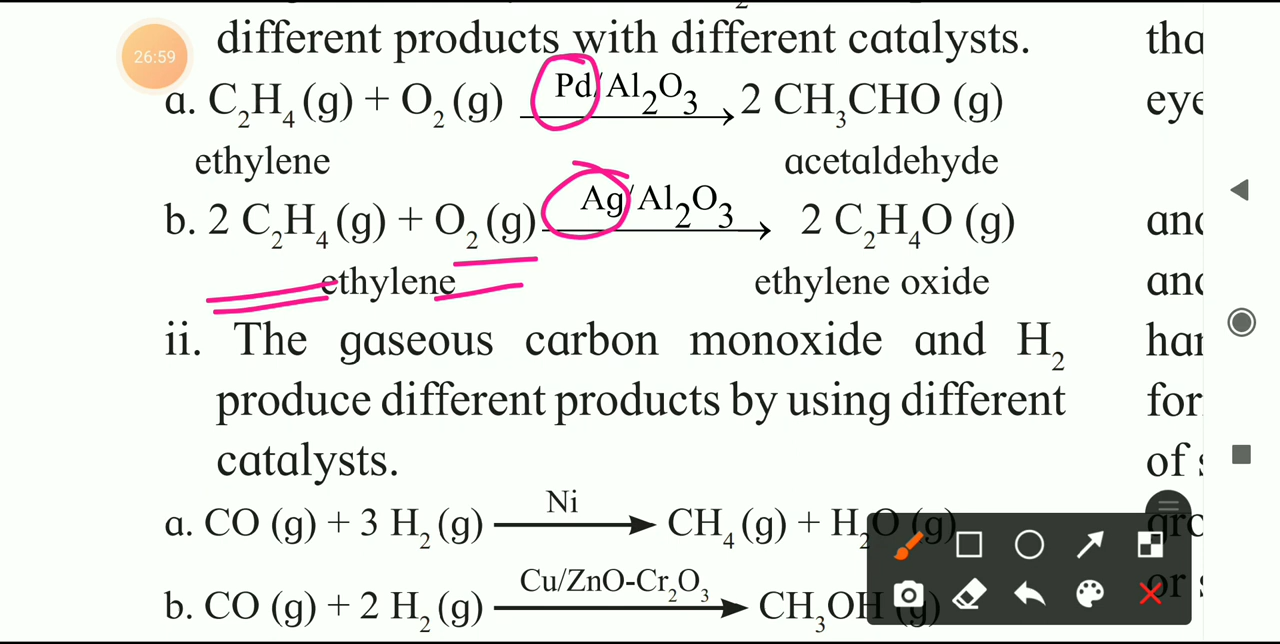 26:59
different products with different catalysts.
a. C₂H₄ (g) + O₂ (g) Pd/Al₂O₃ → 2 CH₃CHO (g)
ethylene acetaldehyde
b. 2 C₂H₄ (g) + O₂ (g) Ag/Al₂O₃ → 2 C₂H₄O (g)
ethylene ethylene oxide
ii. The gaseous carbon monoxide and H₂
produce different products by using different
catalysts.
a. CO (g) + 3 H₂ (g) Ni → CH₄ (g) + H₂O (g)
b. CO (g) + 2 H₂ (g) Cu/ZnO-Cr₂O₃ → CH₃OH (g)
tha
eye
and
and
har
for
of
gro
or